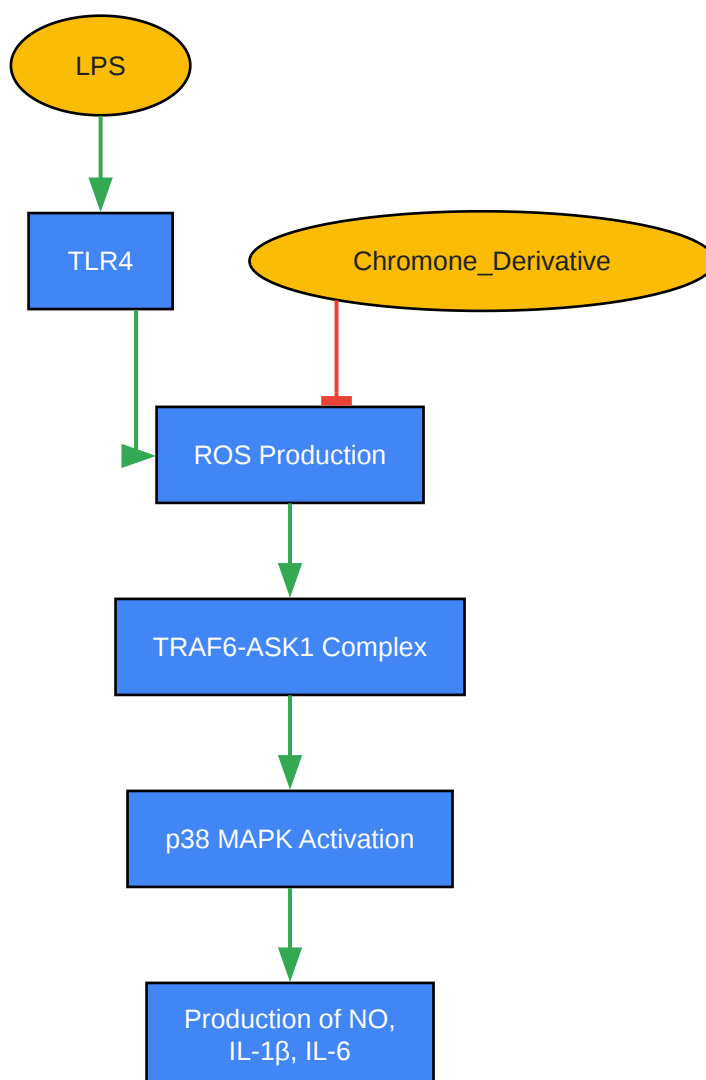 LPS
TLR4
Chromone_Derivative
ROS Production
TRAF6-ASK1 Complex
p38 MAPK Activation
Production of NO,
IL-1β, IL-6